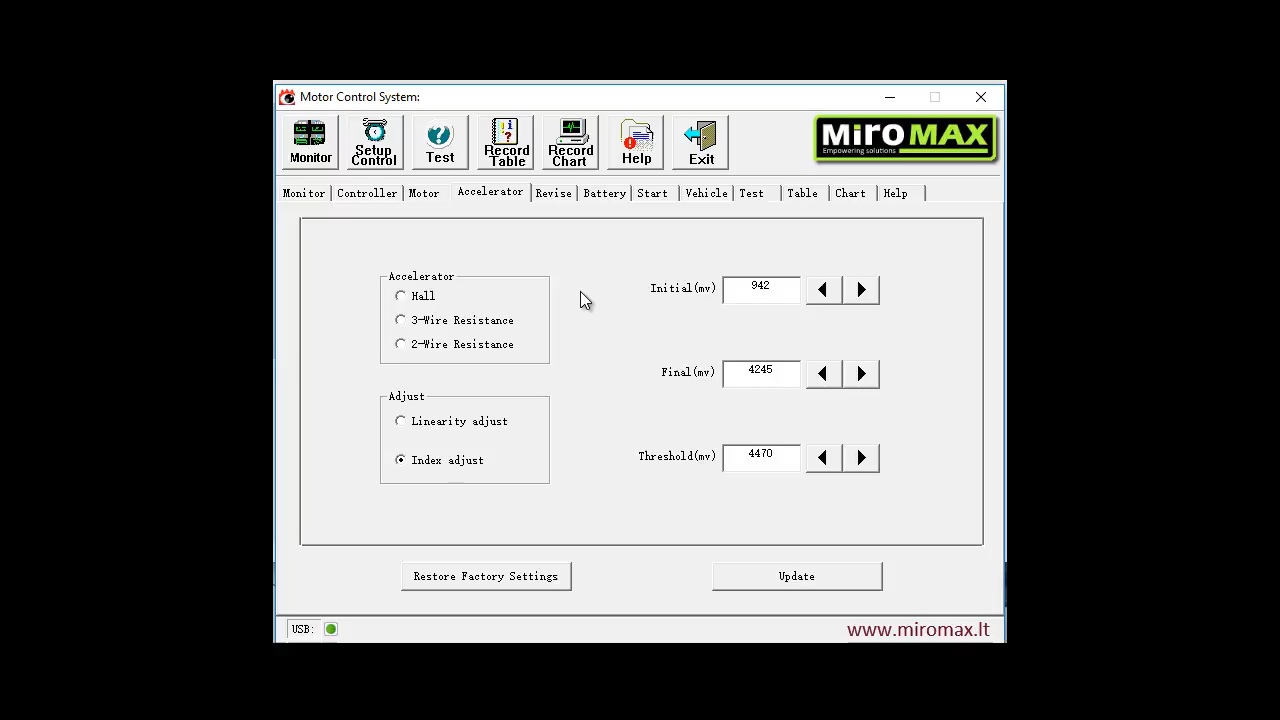 Motor Control System:
Monitor
Setup Control
Test
Record Table
Record Chart
Help
Exit
MiroMAX
Empowering solutions
Monitor Controller Motor Accelerator Revise Battery Start Vehicle Test Table Chart Help
Accelerator
Hall
3-Wire Resistance
2-Wire Resistance
Adjust
Linearity adjust
Index adjust
Initial(mv) 942
Final(mv) 4245
Threshold(mv) 4470
Restore Factory Settings
Update
USB:
www.miromax.lt